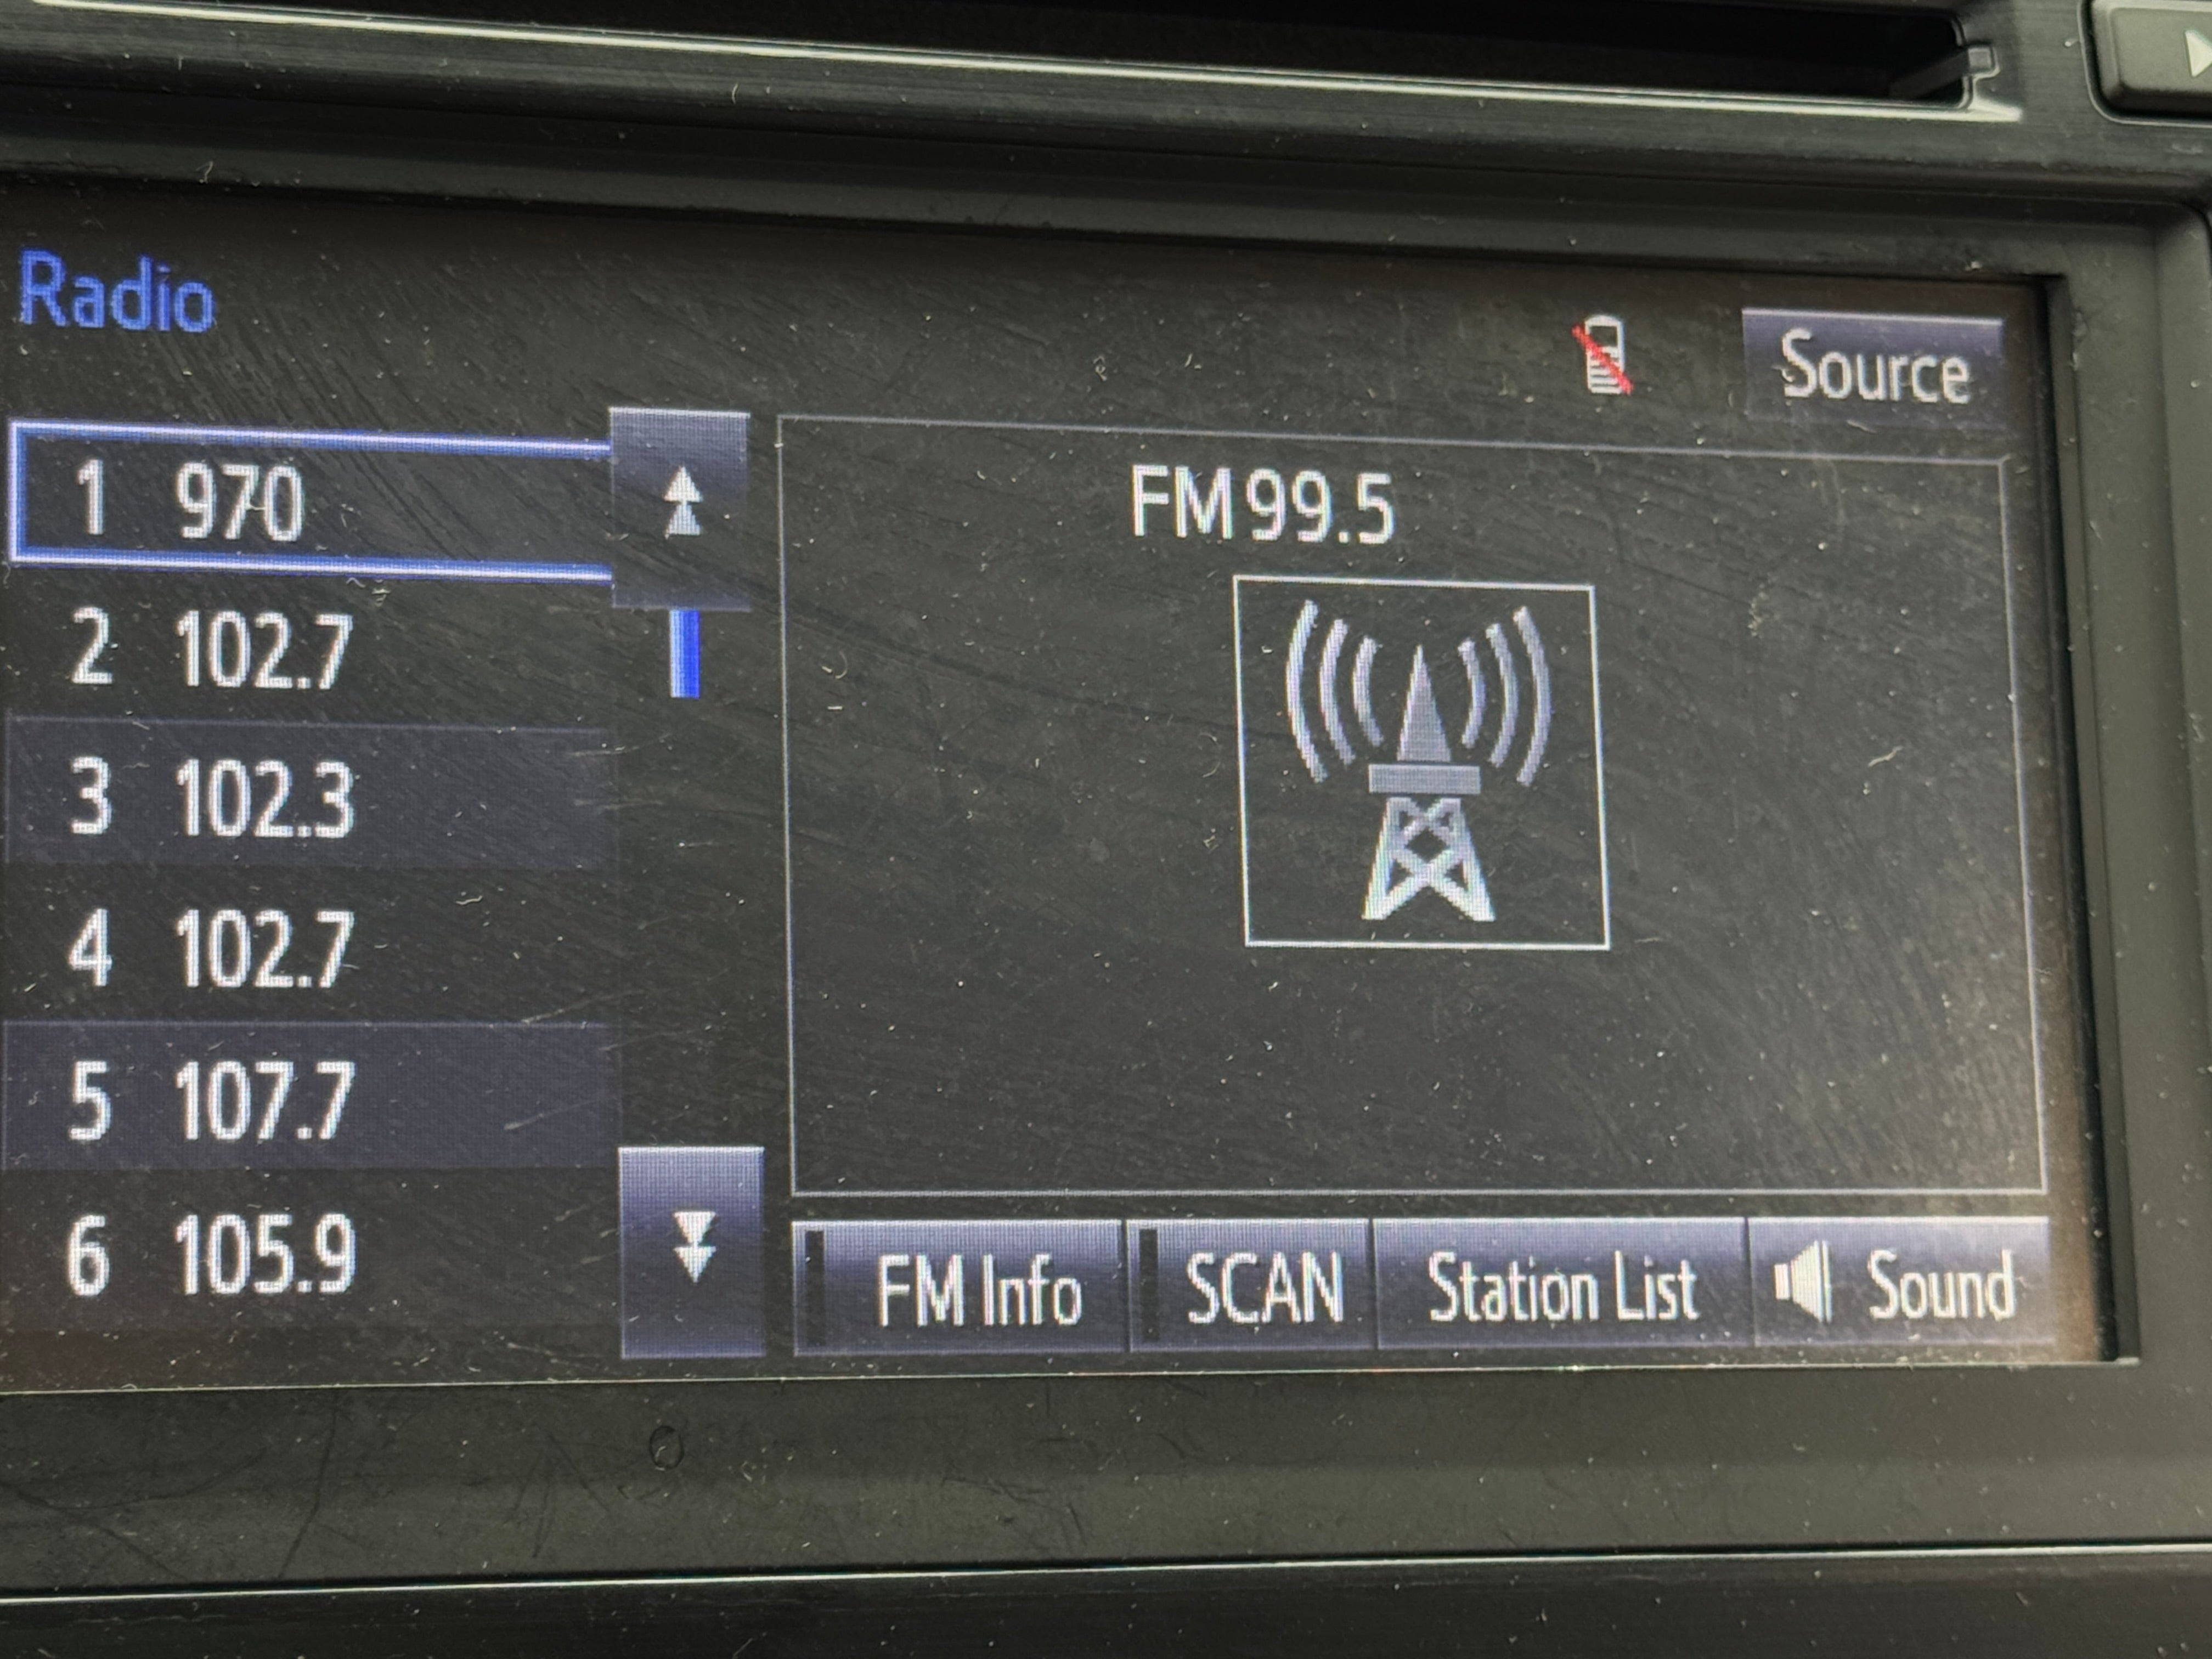 Radio
Source
1 970
2 102.7
3 102.3
4 102.7
5 107.7
6 105.9
FM 99.5
FM Info
SCAN
Station List
Sound